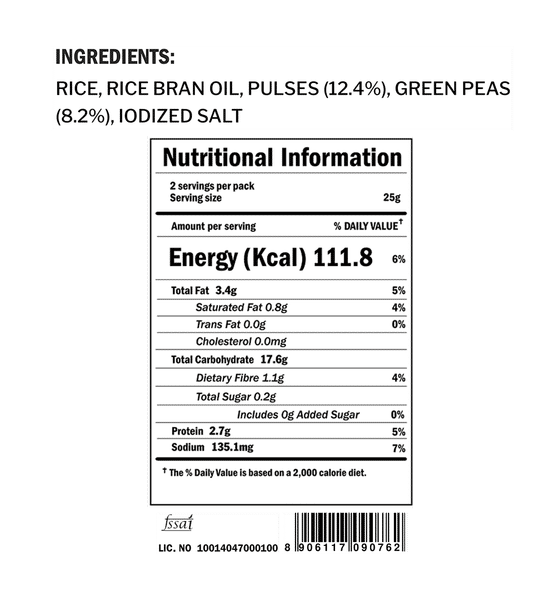 INGREDIENTS:
RICE, RICE BRAN OIL, PULSES (12.4%), GREEN PEAS
(8.2%), IODIZED SALT
Nutritional Information
2 servings per pack
Serving size 25g
Amount per serving % DAILY VALUE†
Energy (Kcal) 111.8 6%
Total Fat 3.4g 5%
Saturated Fat 0.8g 4%
Trans Fat 0.0g 0%
Cholesterol 0.0mg
Total Carbohydrate 17.6g
Dietary Fibre 1.1g 4%
Total Sugar 0.2g
Includes 0g Added Sugar 0%
Protein 2.7g 5%
Sodium 135.1mg 7%
† The % Daily Value is based on a 2,000 calorie diet.
fssai
LIC. NO 10014047000100 8 906117 090762